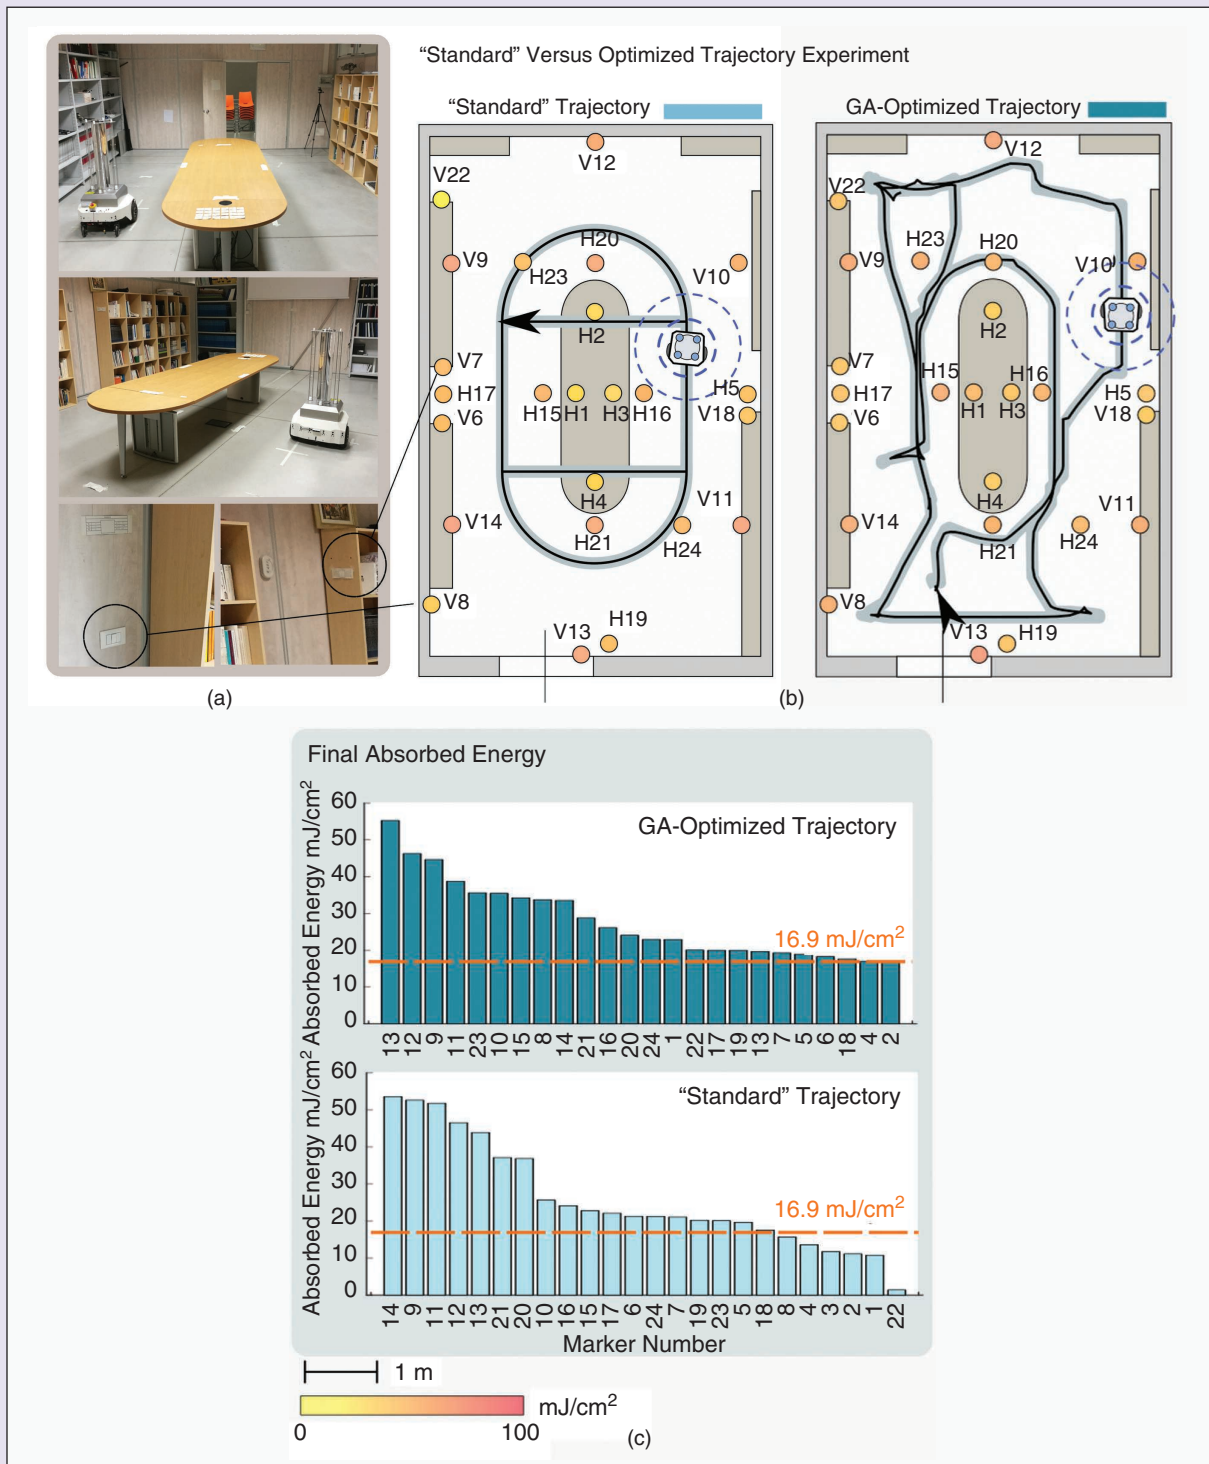 "Standard" Versus Optimized Trajectory Experiment
"Standard" Trajectory
GA-Optimized Trajectory
V12
V22
V9
H23
H20
V10
H2
V7
H17
V6
H15
H1
H3
H16
H5
V18
H4
V14
H21
H24
V11
V8
V13
H19
V12
V22
V9
H23
H20
V10
H2
V7
H17
V6
H15
H1
H3
H16
H5
V18
H4
V14
H21
H24
V11
V8
V13
H19
(a)
(b)
Final Absorbed Energy
Absorbed Energy mJ/cm²
60
50
40
30
20
10
0
GA-Optimized Trajectory
16.9 mJ/cm²
13 12 9 11 23 10 15 8 14 21 16 20 24 1 22 17 19 13 7 5 6 18 4 2
Absorbed Energy mJ/cm²
60
50
40
30
20
10
0
"Standard" Trajectory
16.9 mJ/cm²
14 9 11 12 13 21 20 10 16 15 17 6 24 7 19 23 5 18 8 4 3 2 1 22
Marker Number
1 m
mJ/cm²
0 100
(c)